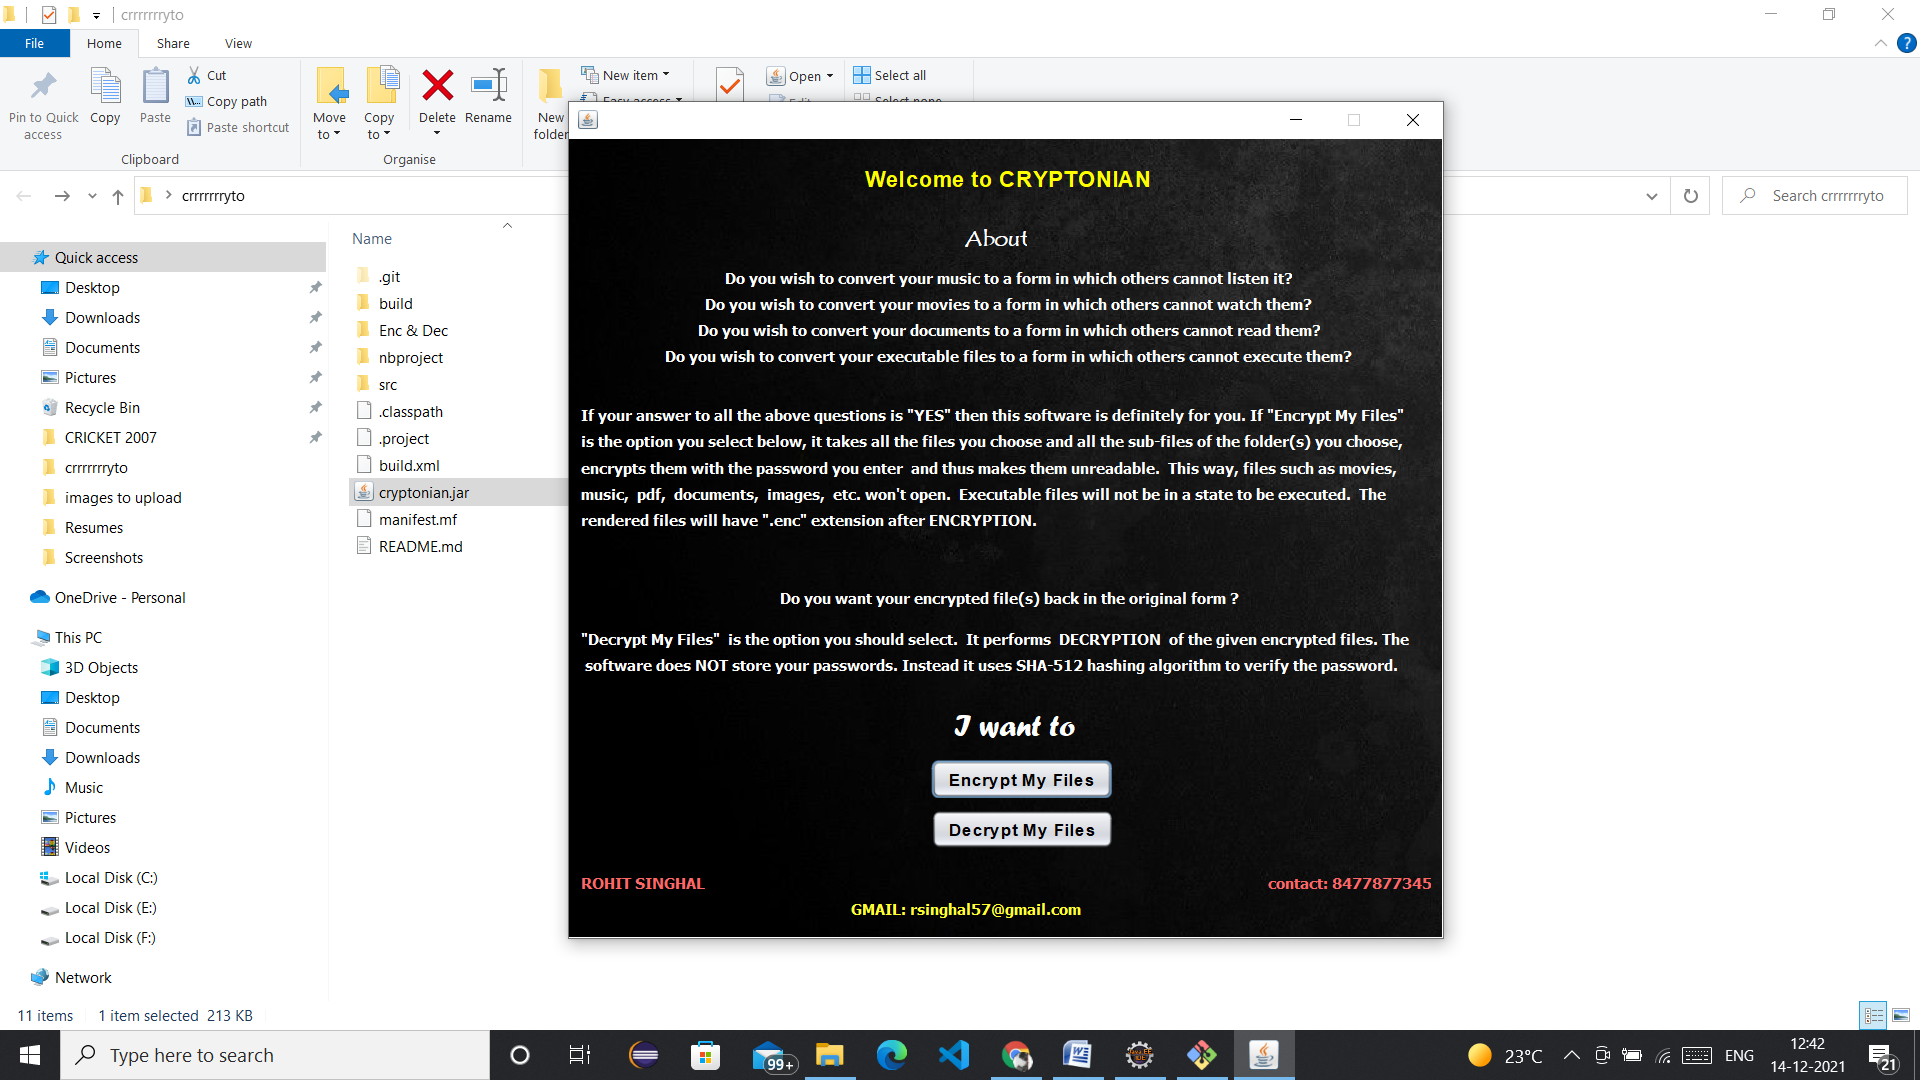 crrrrrrryto
File
Home
Share
View
Pin to Quick access
Copy
Paste
Cut
Copy path
Paste shortcut
Clipboard
Move to
Copy to
Delete
Rename
Organise
New folder
New item
Easy access
Open
Edit
Select all
Select none
crrrrrrryto
Search crrrrrrryto
Quick access
Desktop
Downloads
Documents
Pictures
Recycle Bin
CRICKET 2007
crrrrrrryto
images to upload
Resumes
Screenshots
OneDrive - Personal
This PC
3D Objects
Desktop
Documents
Downloads
Music
Pictures
Videos
Local Disk (C:)
Local Disk (E:)
Local Disk (F:)
Network
Name
.git
build
Enc & Dec
nbproject
src
.classpath
.project
build.xml
cryptonian.jar
manifest.mf
README.md
Welcome to CRYPTONIAN
About
Do you wish to convert your music to a form in which others cannot listen it?
Do you wish to convert your movies to a form in which others cannot watch them?
Do you wish to convert your documents to a form in which others cannot read them?
Do you wish to convert your executable files to a form in which others cannot execute them?
If your answer to all the above questions is "YES" then this software is definitely for you. If "Encrypt My Files"
is the option you select below, it takes all the files you choose and all the sub-files of the folder(s) you choose,
encrypts them with the password you enter and thus makes them unreadable. This way, files such as movies,
music, pdf, documents, images, etc. won't open. Executable files will not be in a state to be executed. The
rendered files will have ".enc" extension after ENCRYPTION.
Do you want your encrypted file(s) back in the original form ?
"Decrypt My Files" is the option you should select. It performs DECRYPTION of the given encrypted files. The
software does NOT store your passwords. Instead it uses SHA-512 hashing algorithm to verify the password.
I want to
Encrypt My Files
Decrypt My Files
ROHIT SINGHAL
contact: 8477877345
GMAIL: rsinghal57@gmail.com
11 items
1 item selected 213 KB
Type here to search
99+
23°C
ENG
12:42
14-12-2021
21